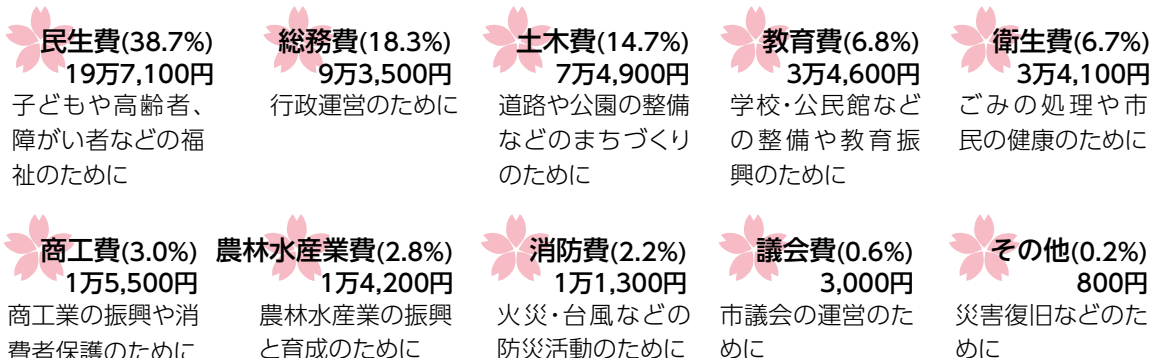 民生費(38.7%)
19万7,100円
子どもや高齢者、
障がい者などの福
祉のために
総務費(18.3%)
9万3,500円
行政運営のために
土木費(14.7%)
7万4,900円
道路や公園の整備
などのまちづくり
のために
教育費(6.8%)
3万4,600円
学校・公民館など
の整備や教育振
興のために
衛生費(6.7%)
3万4,100円
ごみの処理や市
民の健康のために
商工費(3.0%)
1万5,500円
商工業の振興や消
費者保護のために
農林水産業費(2.8%)
1万4,200円
農林水産業の振興
と育成のために
消防費(2.2%)
1万1,300円
火災・台風などの
防災活動のために
議会費(0.6%)
3,000円
市議会の運営のた
めに
その他(0.2%)
800円
災害復旧などのた
めに